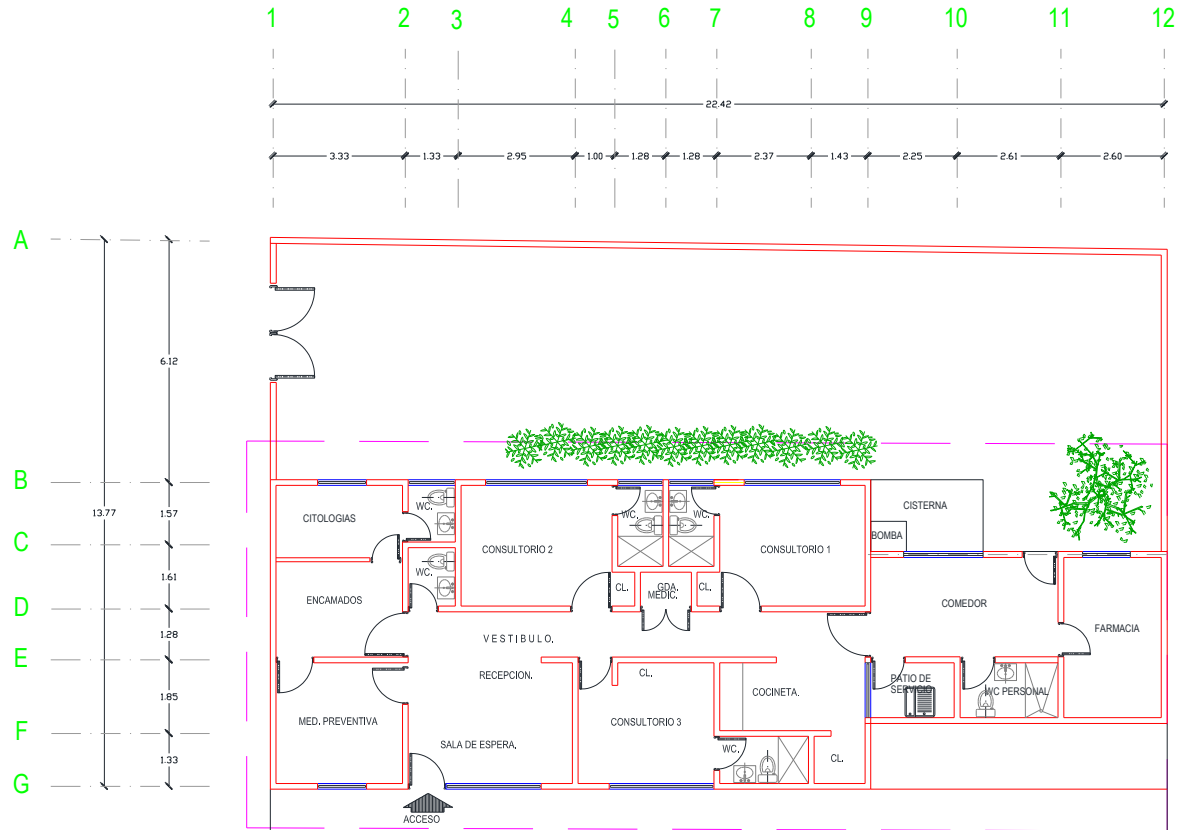 1 2 3 4 5 6 7 8 9 10 11 12
22.42
3.33 1.33 2.95 1.00 1.28 1.28 2.37 1.43 2.25 2.61 2.60
A
6.12
B
13.77
1.57
C
1.61
D
1.28
E
1.85
F
1.33
G
CITOLOGIAS
WC.
CONSULTORIO 2
WC.
WC.
CONSULTORIO 1
CISTERNA
BOMBA
ENCAMADOS
WC.
CL.
GDA.
MEDIC.
CL.
COMEDOR
FARMACIA
VESTIBULO.
RECEPCION.
CL.
COCINETA.
PATIO DE
SERVICIO
WC PERSONAL
MED. PREVENTIVA
SALA DE ESPERA.
CONSULTORIO 3
WC.
CL.
ACCESO